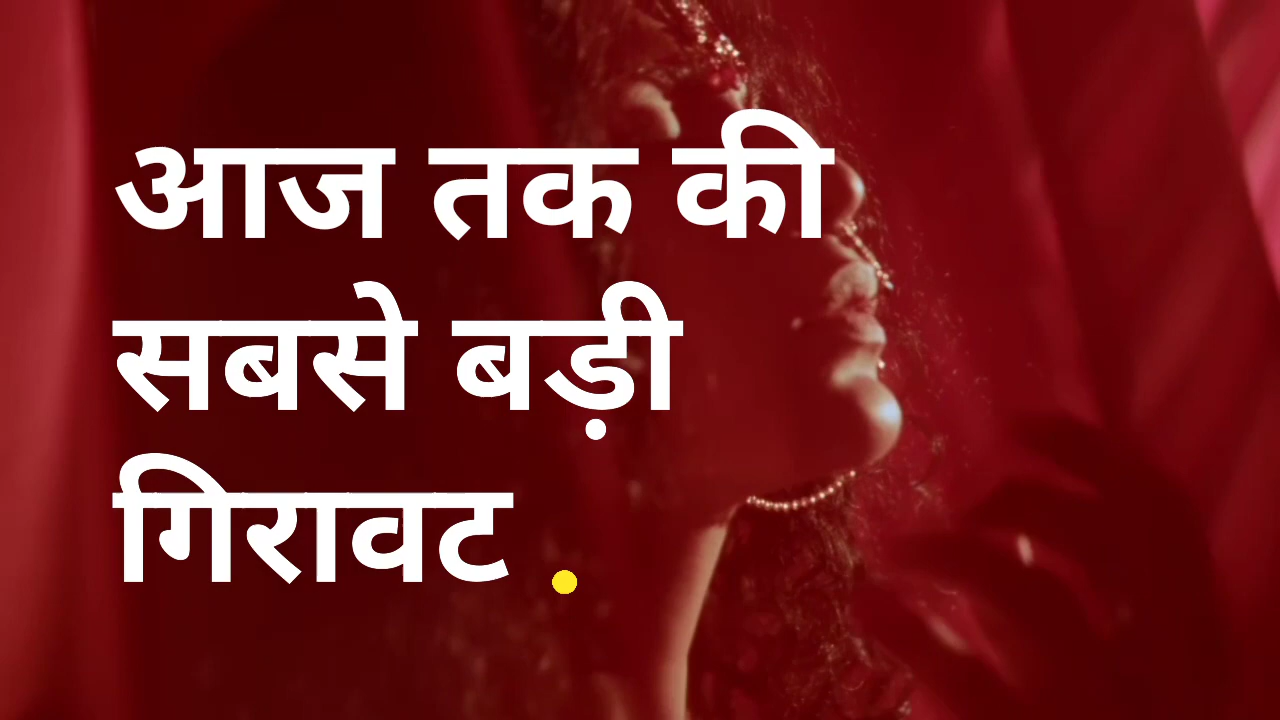 आज तक की
सबसे बड़ी
गिरावट .